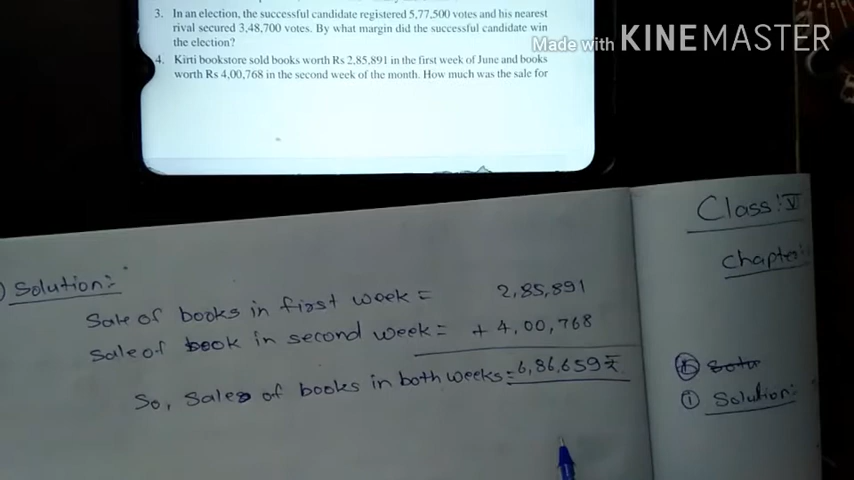 3. In an election, the successful candidate registered 5,77,500 votes and his nearest
rival secured 3,48,700 votes. By what margin did the successful candidate win
the election?
Made with KINEMASTER
4. Kirti bookstore sold books worth Rs 2,85,891 in the first week of June and books
worth Rs 4,00,768 in the second week of the month. How much was the sale for
Class: VI
Chapter:
Solution:-
Sale of books in first week = 2,85,891
Sale of book in second week = + 4,00,768
So, Sales of books in both weeks = 6,86,659 ₹
① Solution: